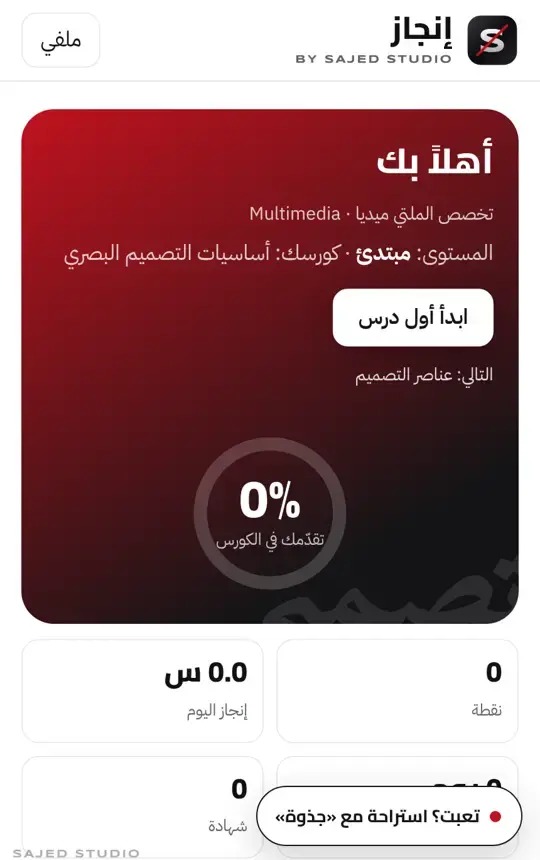 إنجاز
BY SAJED STUDIO
ملفي
أهلاً بك
تخصص الملتي ميديا · Multimedia
المستوى: مبتدئ · كورسك: أساسيات التصميم البصري
ابدأ أول درس
التالي: عناصر التصميم
0%
تقدّمك في الكورس
0
نقطة
0.0 س
إنجاز اليوم
0
شهادة
تعبت؟ استراحة مع «جذوة»
SAJED STUDIO